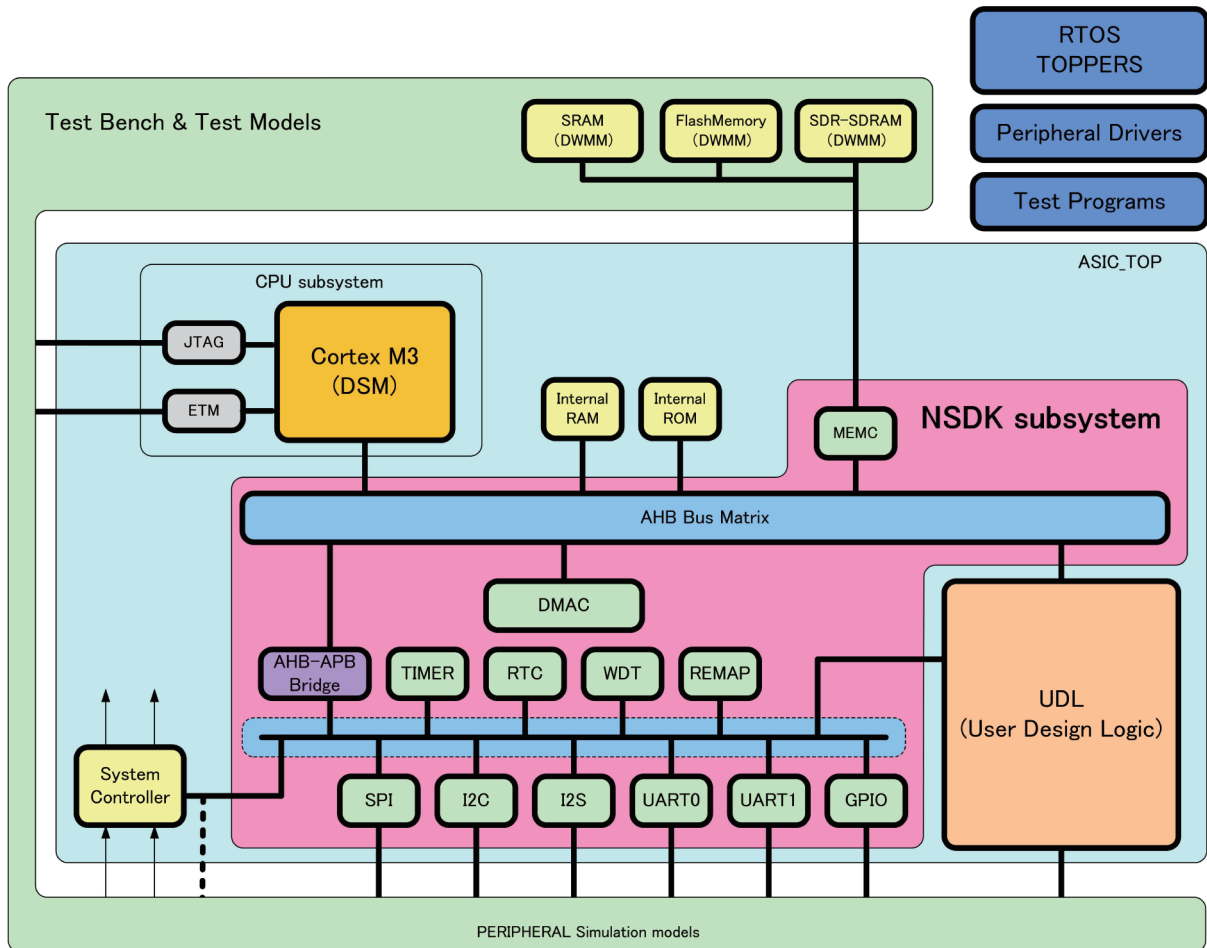 RTOS
TOPPERS
Test Bench & Test Models
SRAM
(DWMM)
FlashMemory
(DWMM)
SDR-SDRAM
(DWMM)
Peripheral Drivers
Test Programs
ASIC_TOP
CPU subsystem
JTAG
ETM
Cortex M3
(DSM)
Internal
RAM
Internal
ROM
MEMC
NSDK subsystem
AHB Bus Matrix
DMAC
AHB-APB
Bridge
TIMER
RTC
WDT
REMAP
UDL
(User Design Logic)
System
Controller
SPI
I2C
I2S
UART0
UART1
GPIO
PERIPHERAL Simulation models